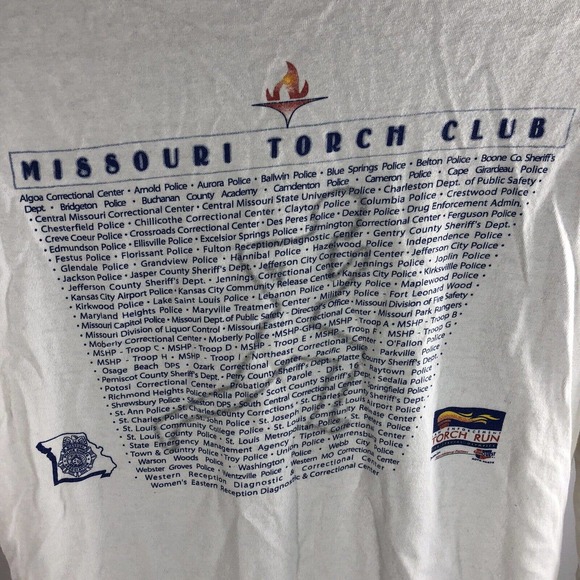 MISSOURI TORCH CLUB
Algoa Correctional Center • Arnold Police • Aurora Police • Ballwin Police • Blue Springs Police • Belton Police • Boone Co. Sheriff's
Dept. • Bridgeton Police • Buchanan County Academy • Camdenton Police • Cameron Police • Cape Girardeau Police
Central Missouri Correctional Center • Central Missouri State University Police • Charleston Dept. of Public Safety •
Chesterfield Police • Chillicothe Correctional Center • Clayton Police • Columbia Police • Crestwood Police
Creve Coeur Police • Crossroads Correctional Center • Des Peres Police • Dexter Police • Drug Enforcement Admin.
Edmundson Police • Ellisville Police • Excelsior Springs Police • Farmington Correctional Center • Ferguson Police •
Festus Police • Florissant Police • Fulton Reception/Diagnostic Center • Gentry County Sheriff's Dept. •
Glendale Police • Grandview Police • Hannibal Police • Hazelwood Police • Independence Police
• Jackson Police • Jasper County Sheriff's Dept. • Jefferson City Correctional Center • Jefferson City Police •
Jefferson County Sheriff's Dept. • Jennings Correctional Center • Jennings Police • Joplin Police
• Kansas City Airport Police • Kansas City Community Release Center • Kansas City Police • Kirksville Police •
Kirkwood Police • Lake Saint Louis Police • Lebanon Police • Liberty Police • Maplewood Police •
Maryland Heights Police • Maryville Treatment Center • Military Police - Fort Leonard Wood
• Missouri Capitol Police • Missouri Dept. of Public Safety Director's Office • Missouri Division of Fire Safety •
Missouri Division of Liquor Control • Missouri Eastern Correctional Center • Missouri Park Rangers •
Moberly Correctional Center • Moberly Police • MSHP-GHQ • MSHP - Troop A • MSHP - Troop B •
MSHP - Troop C • MSHP - Troop D • MSHP - Troop E • MSHP - Troop F • MSHP - Troop G •
MSHP - Troop H • MSHP - Troop I • Northeast Correctional Center • O'Fallon Police •
Osage Beach DPS • Ozark Correctional Center • Pacific Police • Parkville Police
Pemiscot County Sheriff's Dept. • Perry County Sheriff's Dept. • Platte County Sheriff's Dept.
Potosi Correctional Center • Probation & Parole • Raytown Police
Richmond Heights Police • Rolla Police • Scott County Sheriff's Dept. • Sedalia Police
Shrewsbury Police • Sikeston DPS • South Central Correctional Center • Springfield Police
St. Ann Police • St. Charles County Corrections • St. Charles County Sheriff's Dept.
St. Charles Police • St. John Police • St. Joseph Police • St. Louis Airport Police
St. Louis Community College Police • St. Louis County Correctional Center
St. Louis County Police • St. Louis Metropolitan Police • St. Peters Police
State Emergency Management Agency • Tipton Correctional Center
Town & Country Police • Troy Police • Union Police • Warrensburg Police
Warson Woods Police • Washington Police • Webb City Police
Webster Groves Police • Wentzville Police • Western MO Correctional Center
Western Reception Diagnostic & Correctional Center
Women's Eastern Reception Diagnostic & Correctional Center
TORCH RUN